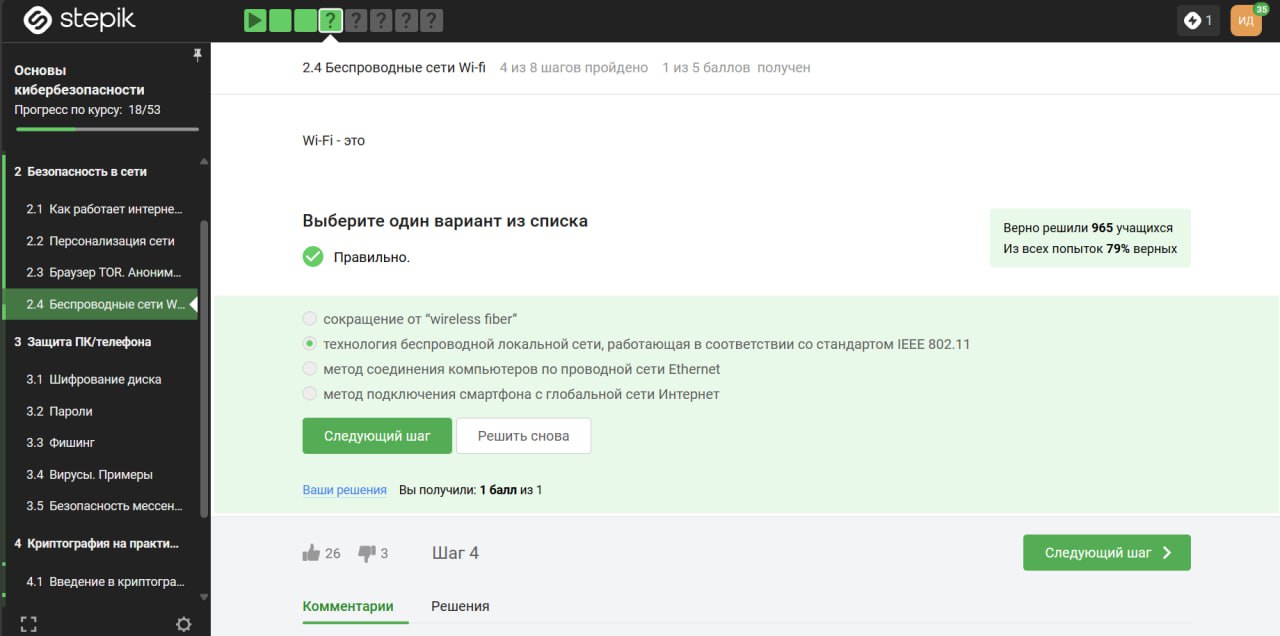 stepik
? ? ? ? ?
1
ИД
35
Основы
кибербезопасности
Прогресс по курсу: 18/53
2 Безопасность в сети
2.1 Как работает интерне...
2.2 Персонализация сети
2.3 Браузер TOR. Аноним...
2.4 Беспроводные сети W...
3 Защита ПК/телефона
3.1 Шифрование диска
3.2 Пароли
3.3 Фишинг
3.4 Вирусы. Примеры
3.5 Безопасность мессен...
4 Криптография на практи...
4.1 Введение в криптогра...
2.4 Беспроводные сети Wi-fi 4 из 8 шагов пройдено 1 из 5 баллов получен
Wi-Fi - это
Выберите один вариант из списка
Правильно.
Верно решили 965 учащихся
Из всех попыток 79% верных
сокращение от “wireless fiber”
технология беспроводной локальной сети, работающая в соответствии со стандартом IEEE 802.11
метод соединения компьютеров по проводной сети Ethernet
метод подключения смартфона с глобальной сети Интернет
Следующий шаг Решить снова
Ваши решения Вы получили: 1 балл из 1
26 3 Шаг 4 Следующий шаг
Комментарии Решения